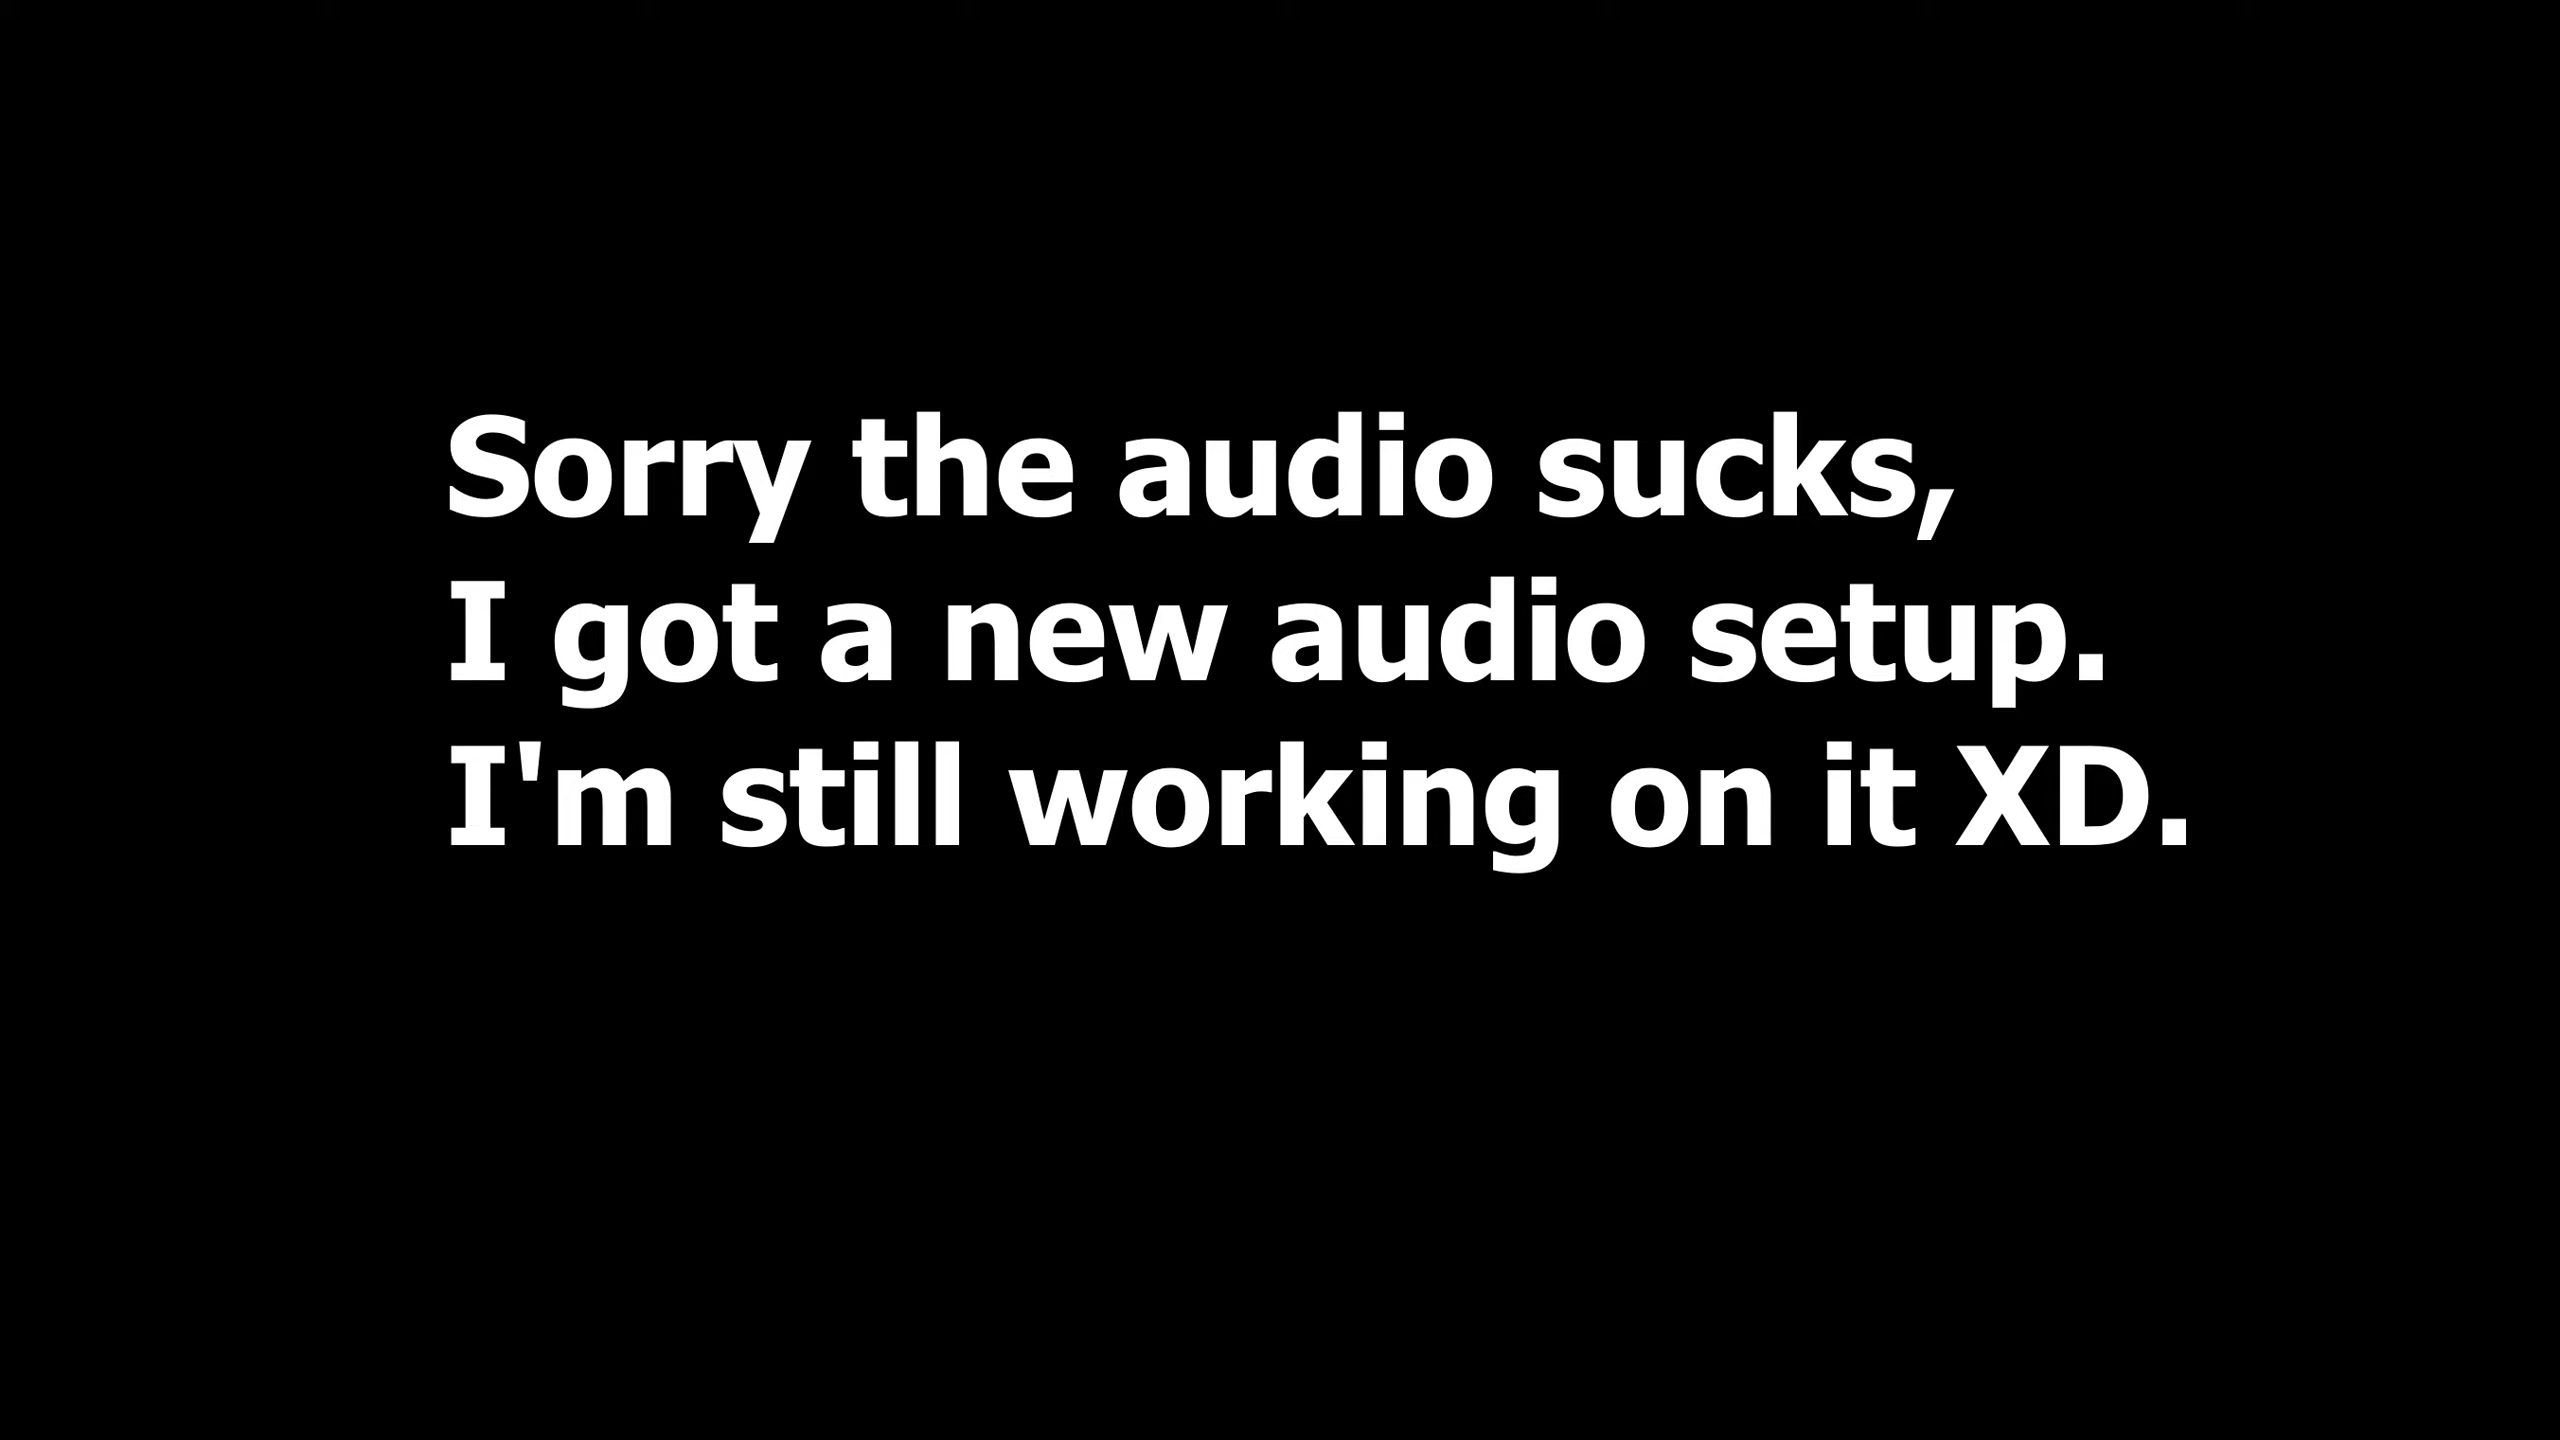 Sorry the audio sucks,
I got a new audio setup.
I'm still working on it XD.